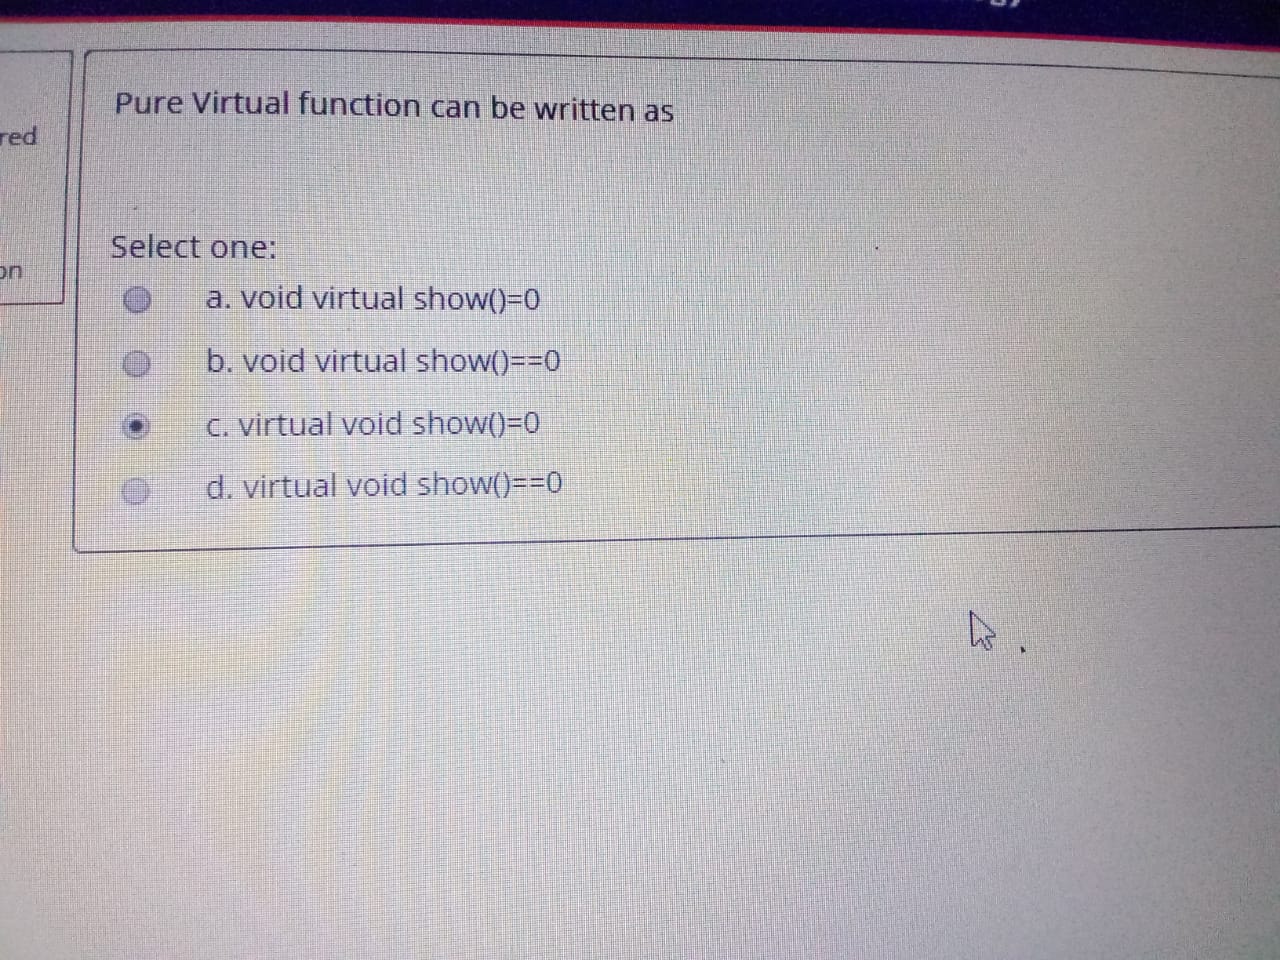 red
on
Pure Virtual function can be written as
Select one:
a. void virtual show()=0
b. void virtual show()==0
c. virtual void show()=0
d. virtual void show()==0